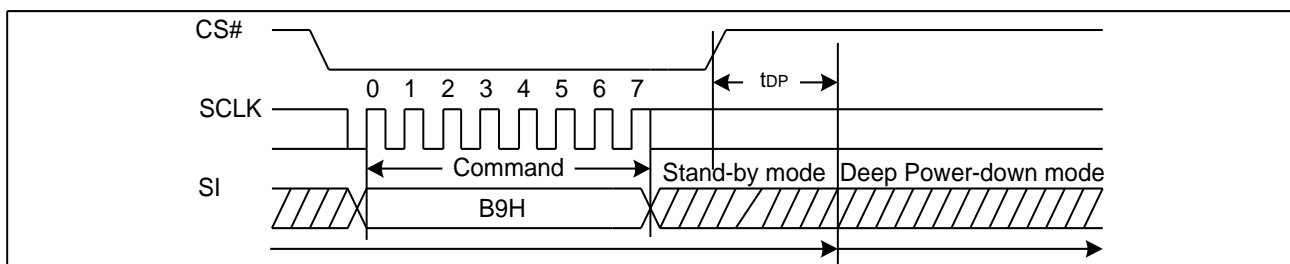 CS#
tDP
0 1 2 3 4 5 6 7
SCLK
Command
Stand-by mode
Deep Power-down mode
SI
B9H